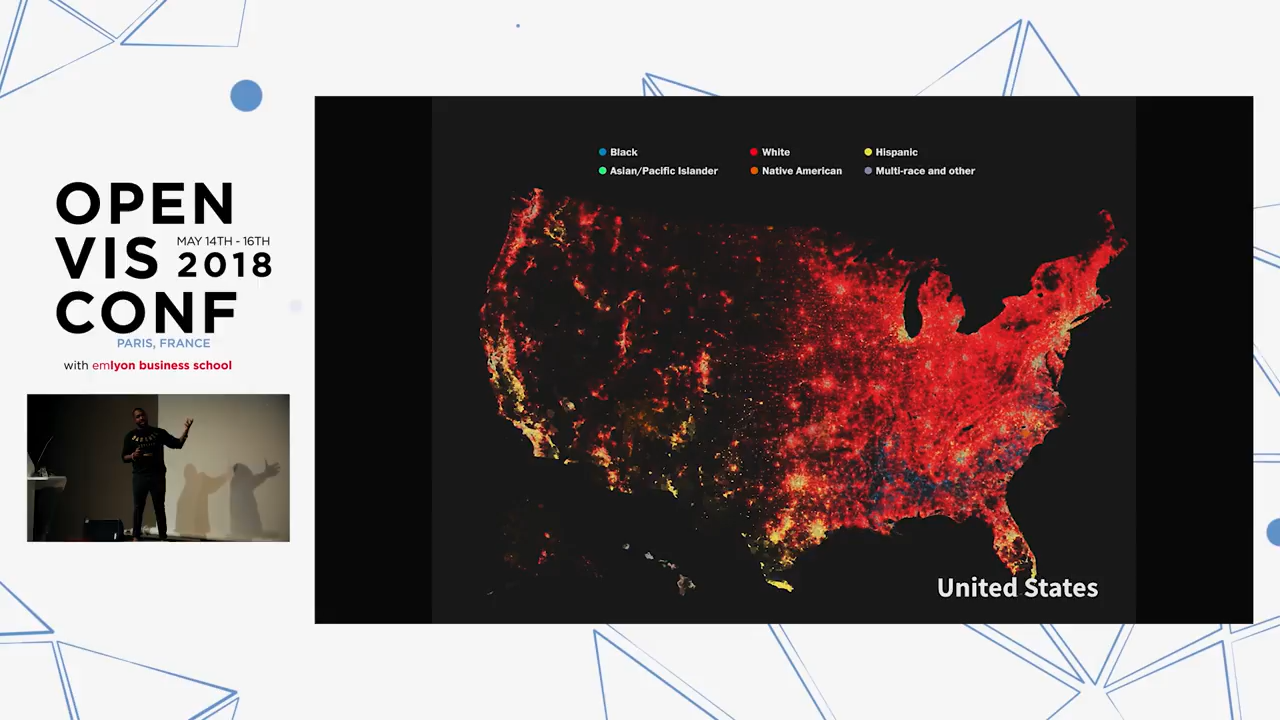 OPEN
VIS MAY 14TH - 16TH 2018
CONF
PARIS, FRANCE
with emlyon business school
Black
White
Hispanic
Asian/Pacific Islander
Native American
Multi-race and other
United States